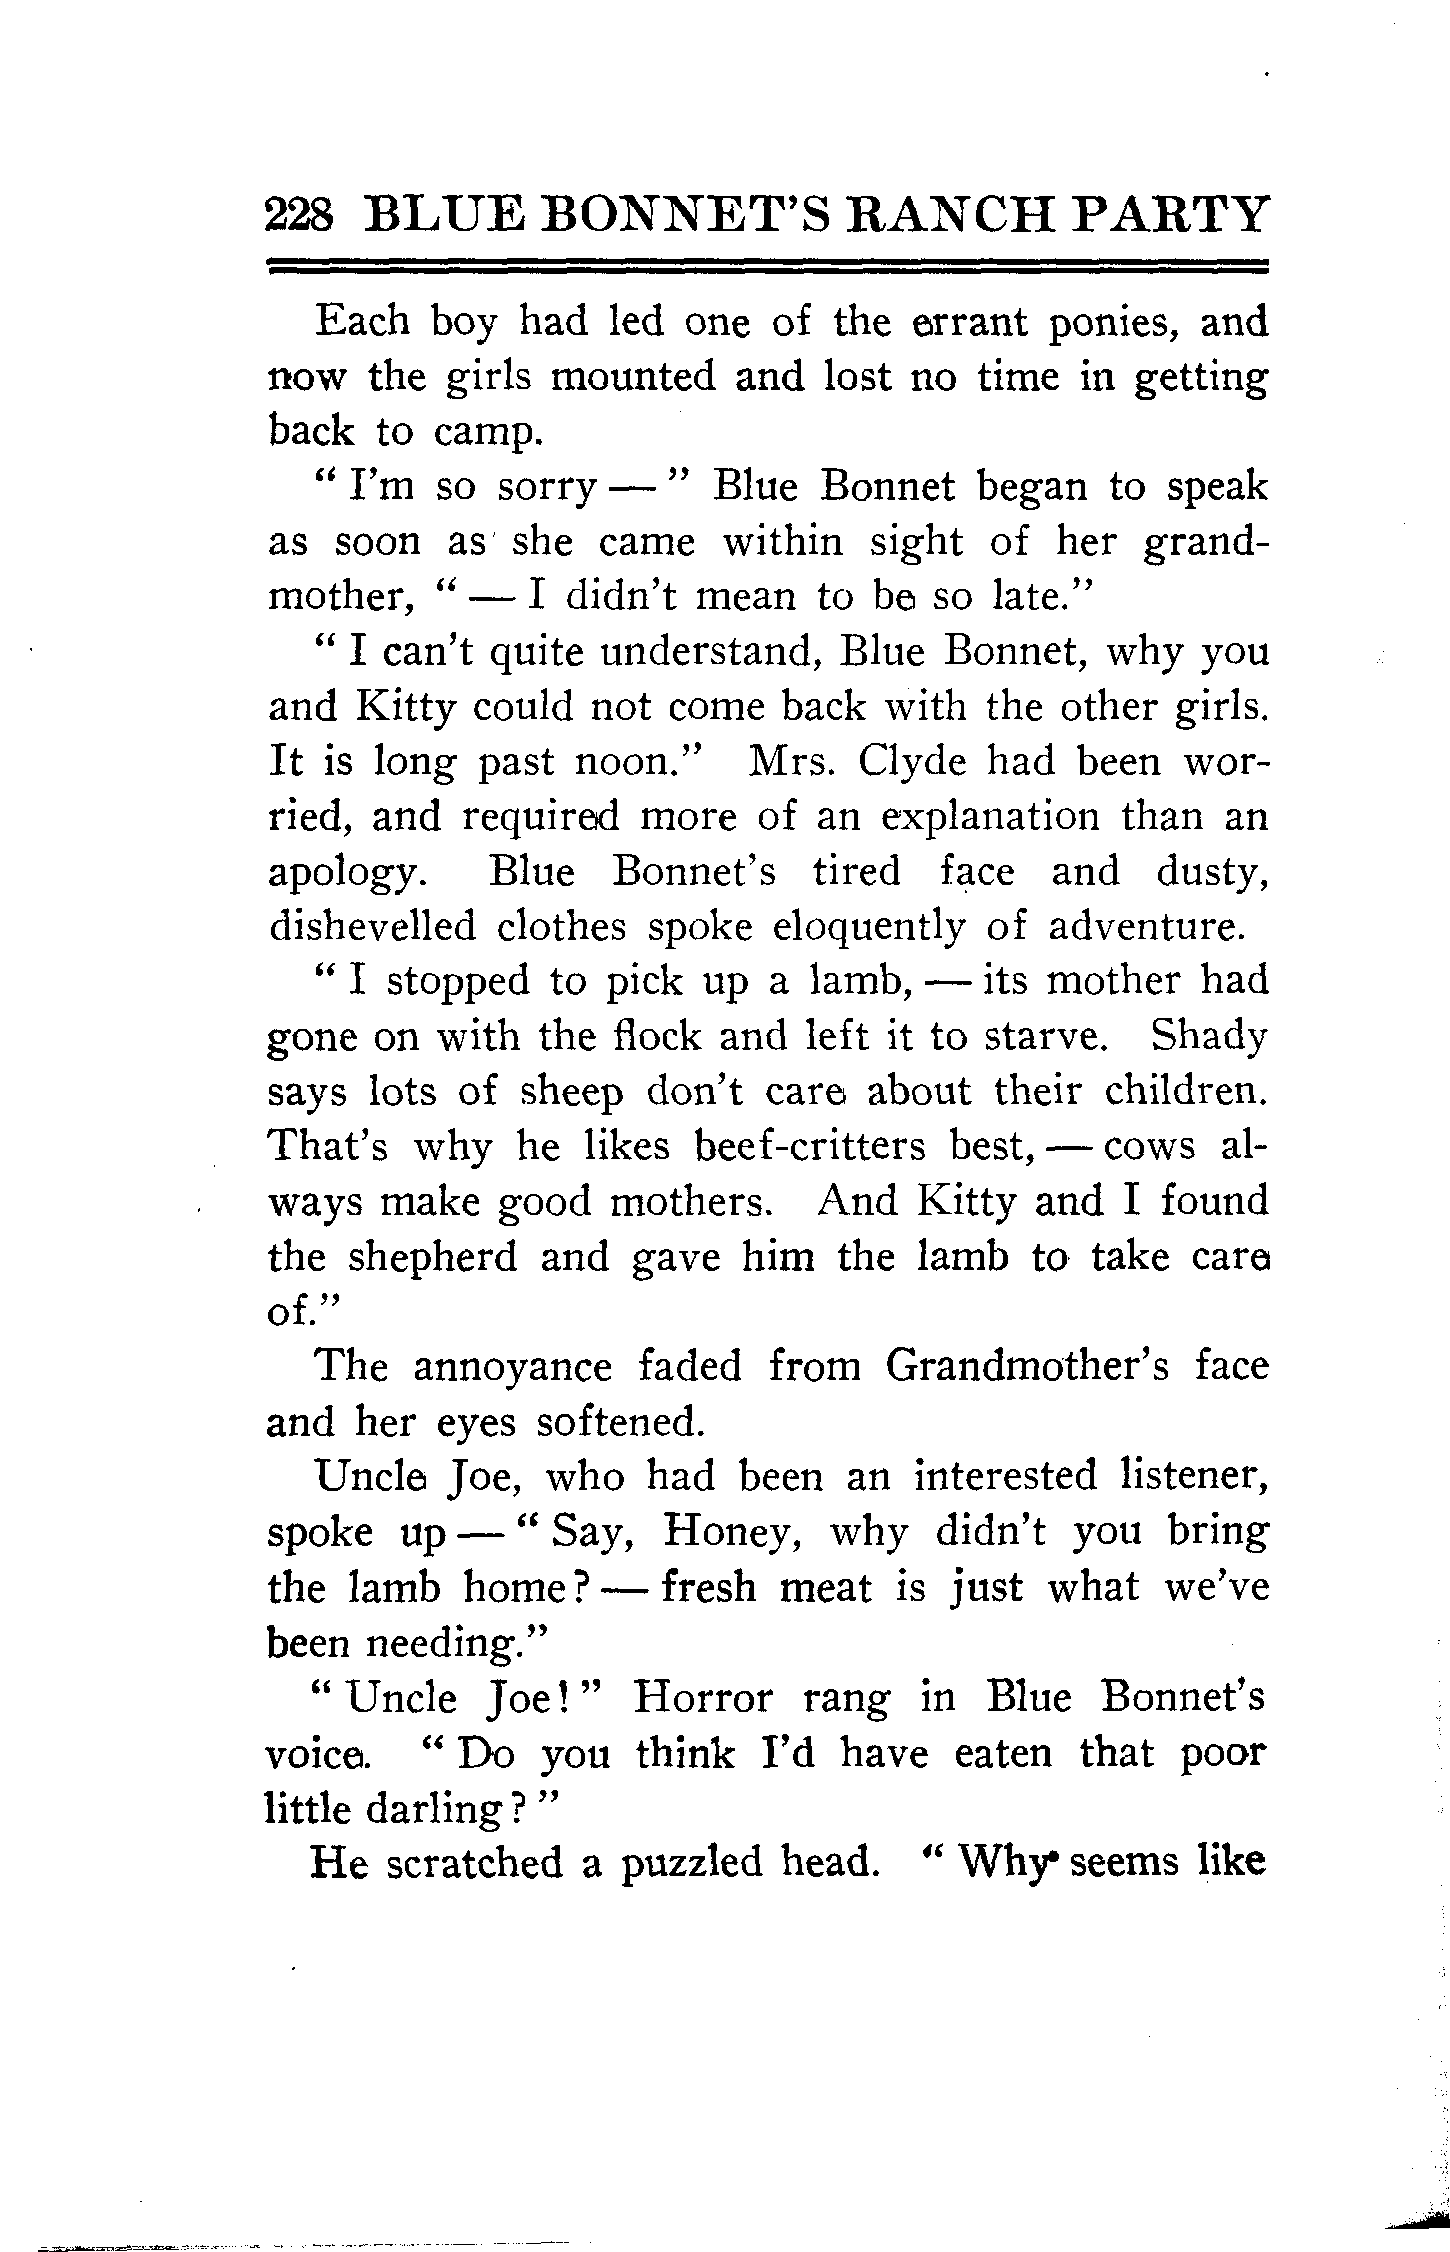 228 BLUE BONNET'S RANCH PARTY
Each boy had led one of the errant ponies, and
now the girls mounted and lost no time in getting
back to camp.
" I'm so sorry — " Blue Bonnet began to speak
as soon as she came within sight of her grand-
mother, " — I didn't mean to be so late."
" I can't quite understand, Blue Bonnet, why you
and Kitty could not come back with the other girls.
It is long past noon." Mrs. Clyde had been wor-
ried, and required more of an explanation than an
apology. Blue Bonnet's tired face and dusty,
dishevelled clothes spoke eloquently of adventure.
" I stopped to pick up a lamb, — its mother had
gone on with the flock and left it to starve. Shady
says lots of sheep don't care about their children.
That's why he likes beef-critters best, — cows al-
ways make good mothers. And Kitty and I found
the shepherd and gave him the lamb to take care
of."
The annoyance faded from Grandmother's face
and her eyes softened.
Uncle Joe, who had been an interested listener,
spoke up — " Say, Honey, why didn't you bring
the lamb home? — fresh meat is just what we've
been needing."
" Uncle Joe! " Horror rang in Blue Bonnet's
voice. " Do you think I'd have eaten that poor
little darling? "
He scratched a puzzled head. " Why seems like